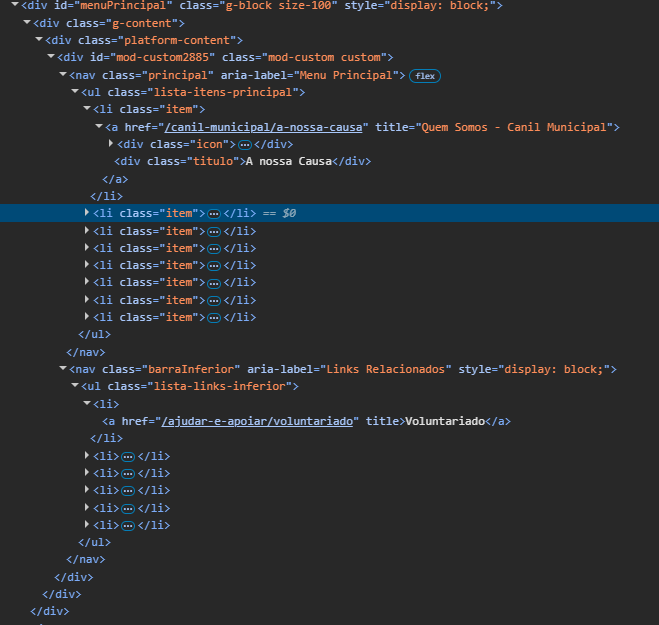 <div id="menuPrincipal" class="g-block size-100" style="display: block;">
<div class="g-content">
<div class="platform-content">
<div id="mod-custom2885" class="mod-custom custom">
<nav class="principal" aria-label="Menu Principal"> flex
<ul class="lista-itens-principal">
<li class="item">
<a href="/canil-municipal/a-nossa-causa" title="Quem Somos - Canil Municipal">
<div class="icon"> … </div>
<div class="titulo">A nossa Causa</div>
</a>
</li>
<li class="item"> … </li> == $0
<li class="item"> … </li>
<li class="item"> … </li>
<li class="item"> … </li>
<li class="item"> … </li>
<li class="item"> … </li>
<li class="item"> … </li>
</ul>
</nav>
<nav class="barraInferior" aria-label="Links Relacionados" style="display: block;">
<ul class="lista-links-inferior">
<li>
<a href="/ajudar-e-apoiar/voluntariado" title>Voluntariado</a>
</li>
<li> … </li>
<li> … </li>
<li> … </li>
<li> … </li>
<li> … </li>
</ul>
</nav>
</div>
</div>
</div>